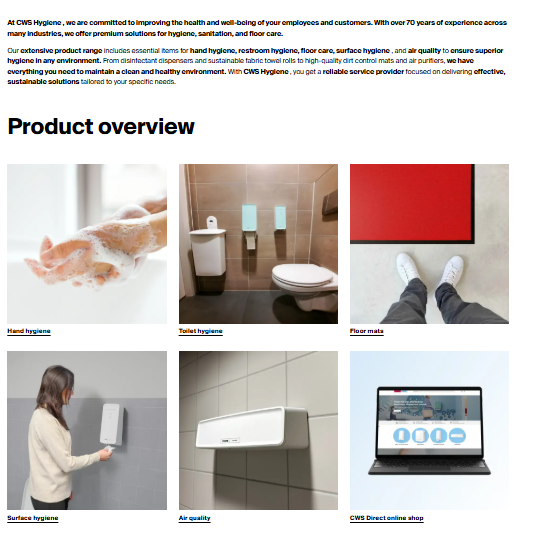 At CWS Hygiene , we are committed to improving the health and well-being of your employees and customers. With over 70 years of experience across
many industries, we offer premium solutions for hygiene, sanitation, and floor care.
Our extensive product range includes essential items for hand hygiene, restroom hygiene, floor care, surface hygiene , and air quality to ensure superior
hygiene in any environment. From disinfectant dispensers and sustainable fabric towel rolls to high-quality dirt control mats and air purifiers, we have
everything you need to maintain a clean and healthy environment. With CWS Hygiene , you get a reliable service provider focused on delivering effective,
sustainable solutions tailored to your specific needs.
Product overview
Hand hygiene
Toilet hygiene
Floor mats
Surface hygiene
Air quality
CWS Direct online shop